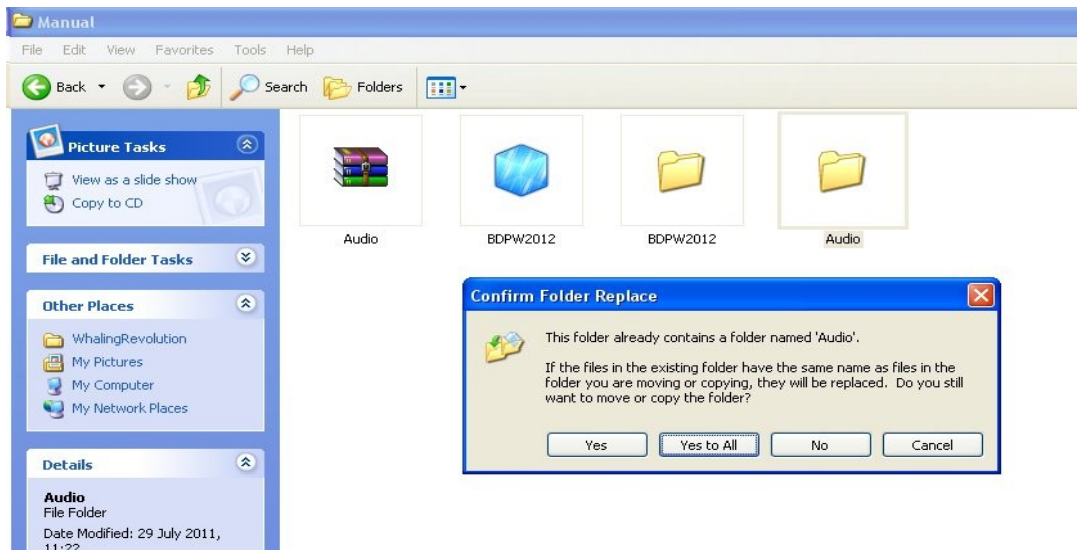 Manual
File Edit View Favorites Tools Help
Back Search Folders
Picture Tasks
View as a slide show
Copy to CD
File and Folder Tasks
Other Places
WhalingRevolution
My Pictures
My Computer
My Network Places
Details
Audio
File Folder
Date Modified: 29 July 2011,
11:22
Audio BDPW2012 BDPW2012 Audio
Confirm Folder Replace
This folder already contains a folder named 'Audio'.
If the files in the existing folder have the same name as files in the
folder you are moving or copying, they will be replaced. Do you still
want to move or copy the folder?
Yes Yes to All No Cancel